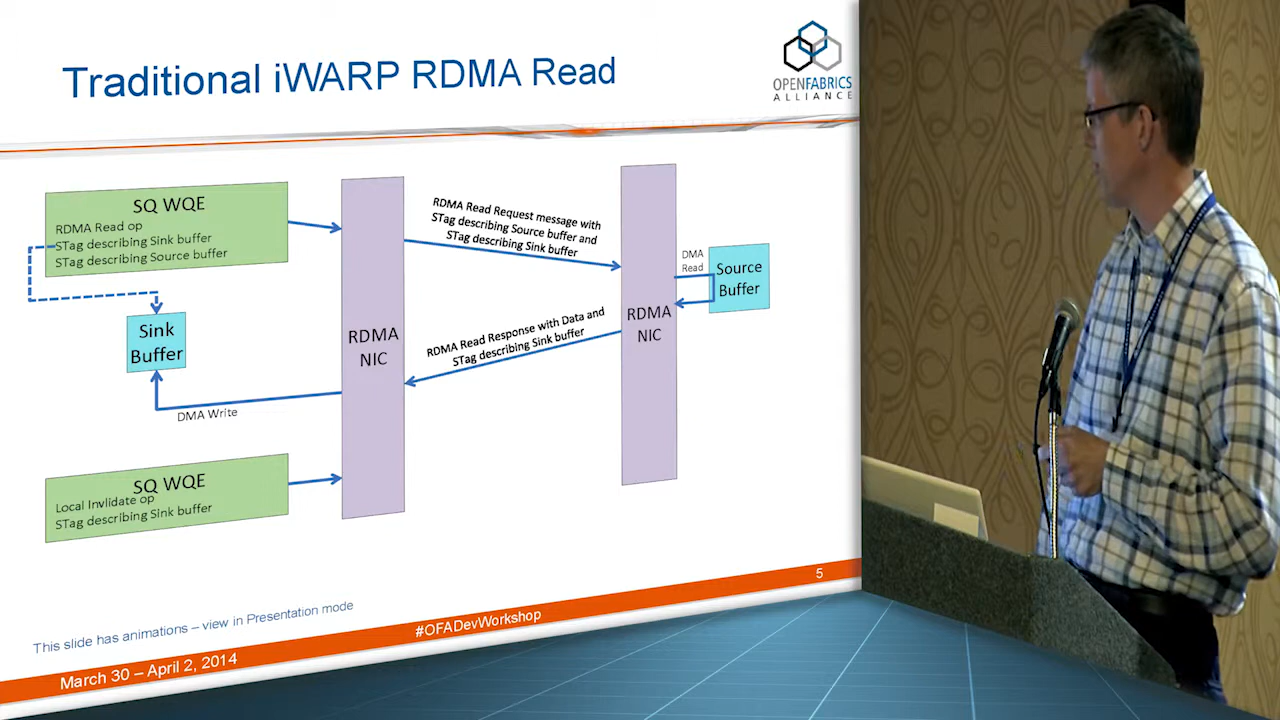 Traditional iWARP RDMA Read
OPENFABRICS
ALLIANCE
SQ WQE
RDMA Read op
STag describing Sink buffer
STag describing Source buffer
Sink
Buffer
DMA Write
SQ WQE
Local Invlidate op
STag describing Sink buffer
RDMA
NIC
RDMA Read Request message with
STag describing Source buffer and
STag describing Sink buffer
RDMA Read Response with Data and
STag describing Sink buffer
RDMA
NIC
DMA
Read
Source
Buffer
This slide has animations – view in Presentation mode
March 30 – April 2, 2014
#OFADevWorkshop
5